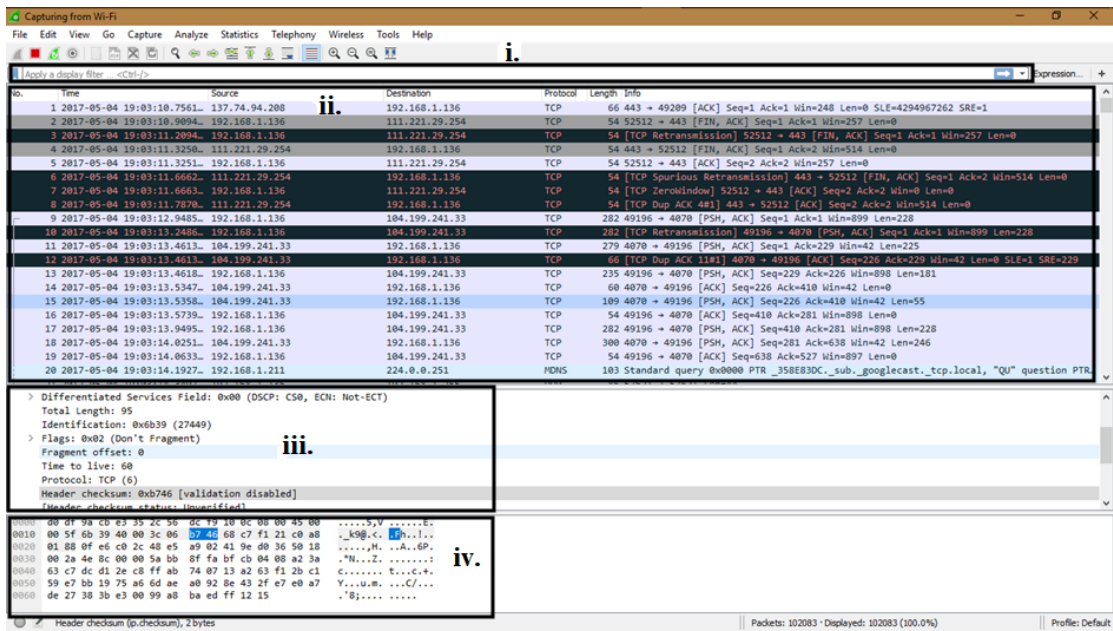 Capturing from Wi-Fi
File Edit View Go Capture Analyze Statistics Telephony Wireless Tools Help
i.
Apply a display filter ... <Ctrl-/> Expression... +
No. Time Source Destination Protocol Length Info
ii.
1 2017-05-04 19:03:10.7561… 137.74.94.208 192.168.1.136 TCP 66 443 → 49209 [ACK] Seq=1 Ack=1 Win=248 Len=0 SLE=4294967262 SRE=1
2 2017-05-04 19:03:10.9094… 192.168.1.136 111.221.29.254 TCP 54 52512 → 443 [FIN, ACK] Seq=1 Ack=1 Win=257 Len=0
3 2017-05-04 19:03:11.2094… 192.168.1.136 111.221.29.254 TCP 54 [TCP Retransmission] 52512 → 443 [FIN, ACK] Seq=1 Ack=1 Win=257 Len=0
4 2017-05-04 19:03:11.3250… 111.221.29.254 192.168.1.136 TCP 54 443 → 52512 [FIN, ACK] Seq=1 Ack=2 Win=514 Len=0
5 2017-05-04 19:03:11.3251… 192.168.1.136 111.221.29.254 TCP 54 52512 → 443 [ACK] Seq=2 Ack=2 Win=257 Len=0
6 2017-05-04 19:03:11.6662… 111.221.29.254 192.168.1.136 TCP 54 [TCP Spurious Retransmission] 443 → 52512 [FIN, ACK] Seq=1 Ack=2 Win=514 Len=0
7 2017-05-04 19:03:11.6663… 192.168.1.136 111.221.29.254 TCP 54 [TCP ZeroWindow] 52512 → 443 [ACK] Seq=2 Ack=2 Win=0 Len=0
8 2017-05-04 19:03:11.7870… 111.221.29.254 192.168.1.136 TCP 54 [TCP Dup ACK 4#1] 443 → 52512 [ACK] Seq=2 Ack=2 Win=514 Len=0
9 2017-05-04 19:03:12.9485… 192.168.1.136 104.199.241.33 TCP 282 49196 → 4070 [PSH, ACK] Seq=1 Ack=1 Win=899 Len=228
10 2017-05-04 19:03:13.2486… 192.168.1.136 104.199.241.33 TCP 282 [TCP Retransmission] 49196 → 4070 [PSH, ACK] Seq=1 Ack=1 Win=899 Len=228
11 2017-05-04 19:03:13.4613… 104.199.241.33 192.168.1.136 TCP 279 4070 → 49196 [PSH, ACK] Seq=1 Ack=229 Win=42 Len=225
12 2017-05-04 19:03:13.4613… 104.199.241.33 192.168.1.136 TCP 66 [TCP Dup ACK 11#1] 4070 → 49196 [ACK] Seq=226 Ack=229 Win=42 Len=0 SLE=1 SRE=229
13 2017-05-04 19:03:13.4618… 192.168.1.136 104.199.241.33 TCP 235 49196 → 4070 [PSH, ACK] Seq=229 Ack=226 Win=898 Len=181
14 2017-05-04 19:03:13.5347… 104.199.241.33 192.168.1.136 TCP 60 4070 → 49196 [ACK] Seq=226 Ack=410 Win=42 Len=0
15 2017-05-04 19:03:13.5358… 104.199.241.33 192.168.1.136 TCP 109 4070 → 49196 [PSH, ACK] Seq=226 Ack=410 Win=42 Len=55
16 2017-05-04 19:03:13.5739… 192.168.1.136 104.199.241.33 TCP 54 49196 → 4070 [ACK] Seq=410 Ack=281 Win=898 Len=0
17 2017-05-04 19:03:13.9495… 192.168.1.136 104.199.241.33 TCP 282 49196 → 4070 [PSH, ACK] Seq=410 Ack=281 Win=898 Len=228
18 2017-05-04 19:03:14.0251… 104.199.241.33 192.168.1.136 TCP 300 4070 → 49196 [PSH, ACK] Seq=281 Ack=638 Win=42 Len=246
19 2017-05-04 19:03:14.0633… 192.168.1.136 104.199.241.33 TCP 54 49196 → 4070 [ACK] Seq=638 Ack=527 Win=897 Len=0
20 2017-05-04 19:03:14.1927… 192.168.1.211 224.0.0.251 MDNS 103 Standard query 0x0000 PTR _358E83DC._sub._googlecast._tcp.local, "QU" question PTR
> Differentiated Services Field: 0x00 (DSCP: CS0, ECN: Not-ECT)
Total Length: 95
Identification: 0x6b39 (27449)
> Flags: 0x02 (Don't Fragment)
iii.
Fragment offset: 0
Time to live: 60
Protocol: TCP (6)
Header checksum: 0xb746 [validation disabled]
[Header checksum status: Unverified]
0000 d0 df 9a cb e3 35 2c 56 dc f9 10 0c 08 00 45 00 .....5,V ......E.
0010 00 5f 6b 39 40 00 3c 06 b7 46 68 c7 f1 21 c0 a8 ._k9@.<. .Fh..!..
0020 01 88 0f e6 c0 2c 48 e5 a9 02 41 9e d0 36 50 18 .....,H. ..A..6P.
0030 00 2a 4e 8c 00 00 5a bb 8f fa bf cb 04 08 a2 3a .*N...Z. .......:
iv.
0040 63 c7 dc d1 2e c8 ff ab 74 07 13 a2 63 f1 2b c1 c....... t...c.+.
0050 59 e7 bb 19 75 a6 6d ae a0 92 8e 43 2f e7 e0 a7 Y...u.m. ...C/...
0060 de 27 38 3b e3 00 99 a8 ba ed ff 12 15 .'8;.... .....
Header checksum (ip.checksum), 2 bytes Packets: 102083 · Displayed: 102083 (100.0%) Profile: Default